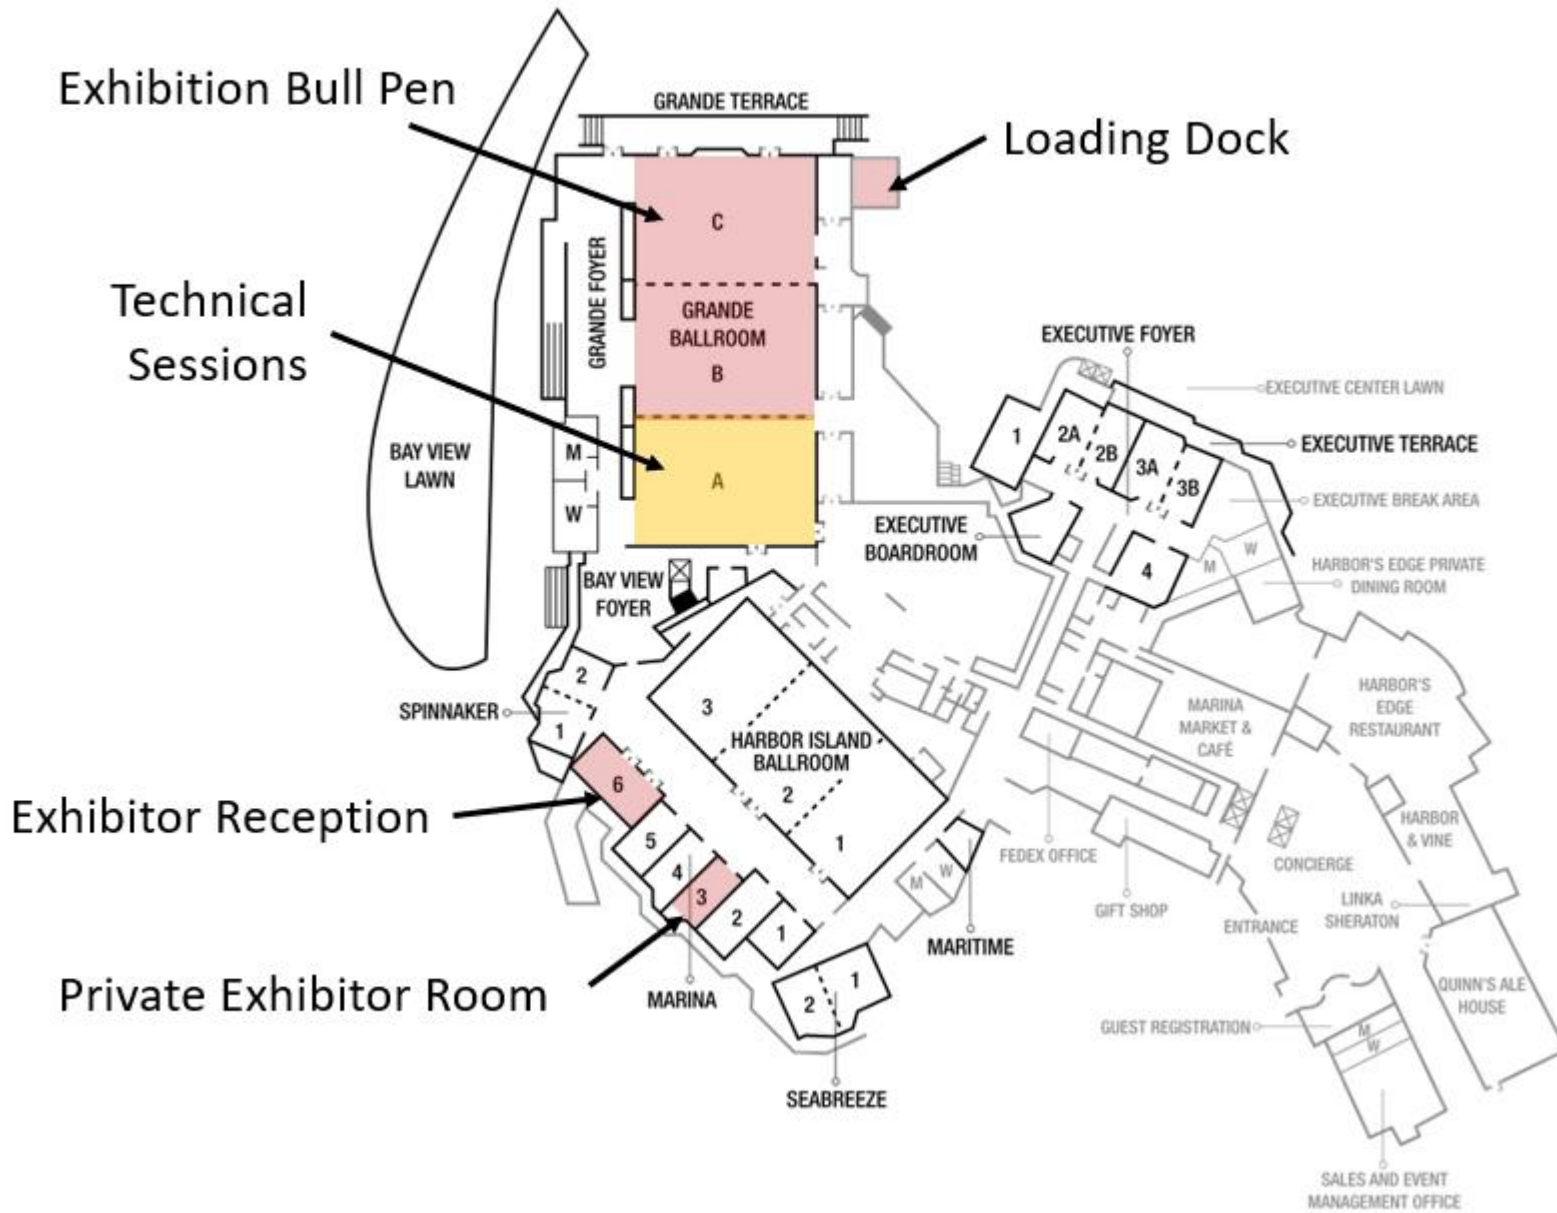 Exhibition Bull Pen
GRANDE TERRACE
Loading Dock
C
GRANDE FOYER
Technical
Sessions
GRANDE
BALLROOM
B
A
BAY VIEW
LAWN
M
W
EXECUTIVE FOYER
EXECUTIVE CENTER LAWN
EXECUTIVE TERRACE
1
2A
2B
3A
3B
EXECUTIVE BREAK AREA
EXECUTIVE
BOARDROOM
4
M
W
HARBOR'S EDGE PRIVATE
DINING ROOM
BAY VIEW
FOYER
2
SPINNAKER
1
3
HARBOR ISLAND
BALLROOM
2
1
MARINA
MARKET &
CAFÉ
HARBOR'S
EDGE
RESTAURANT
Exhibitor Reception
6
5
4
3
2
1
M
W
FEDEX OFFICE
GIFT SHOP
CONCIERGE
HARBOR
& VINE
LINKA
SHERATON
ENTRANCE
MARITIME
Private Exhibitor Room
MARINA
1
2
SEABREEZE
QUINN'S ALE
HOUSE
GUEST REGISTRATION
M
W
SALES AND EVENT
MANAGEMENT OFFICE